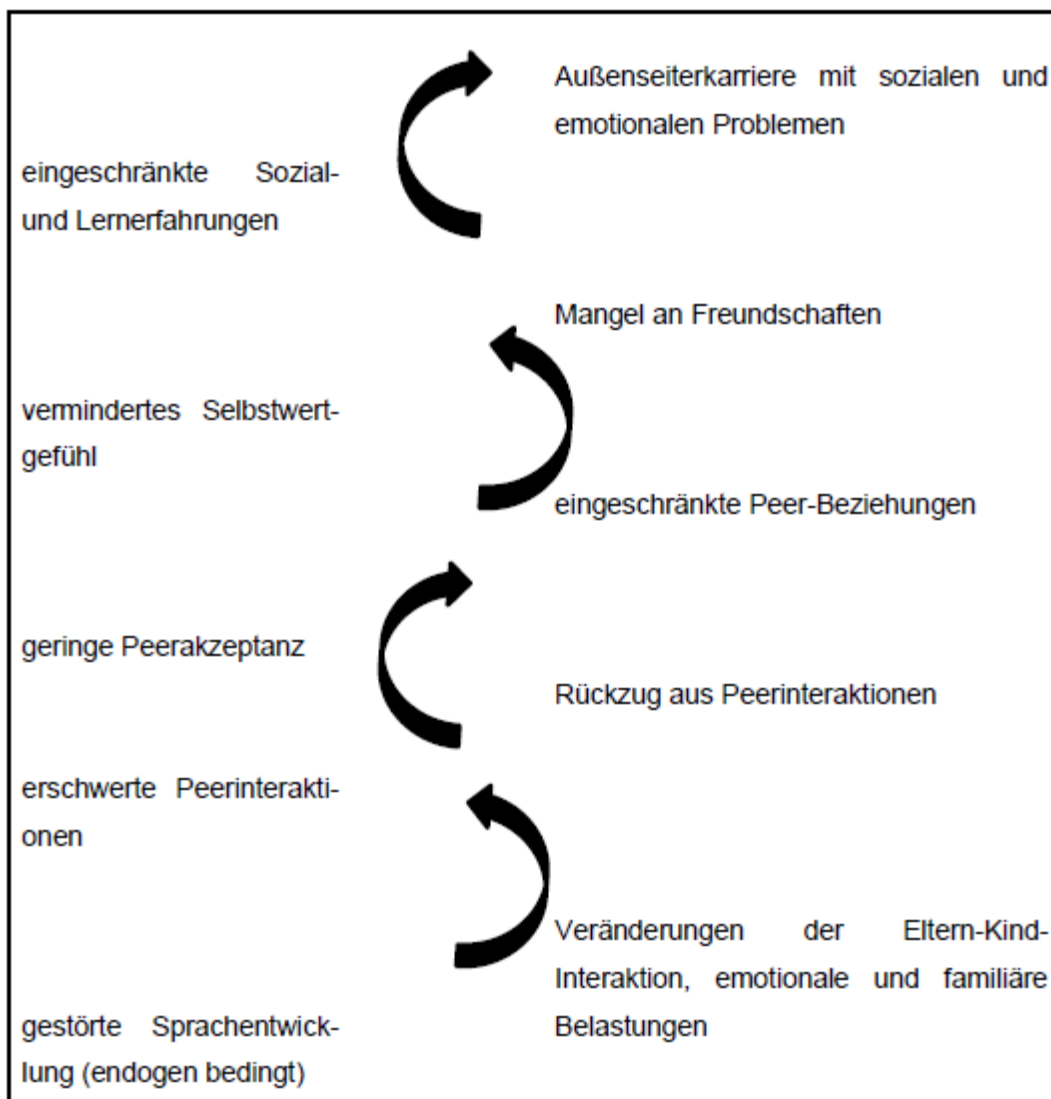 Außenseiterkarriere mit sozialen und
emotionalen Problemen
eingeschränkte Sozial-
und Lernerfahrungen
Mangel an Freundschaften
vermindertes Selbstwert-
gefühl
eingeschränkte Peer-Beziehungen
geringe Peerakzeptanz
Rückzug aus Peerinteraktionen
erschwerte Peerinterakti-
onen
Veränderungen der Eltern-Kind-
Interaktion, emotionale und familiäre
Belastungen
gestörte Sprachentwick-
lung (endogen bedingt)